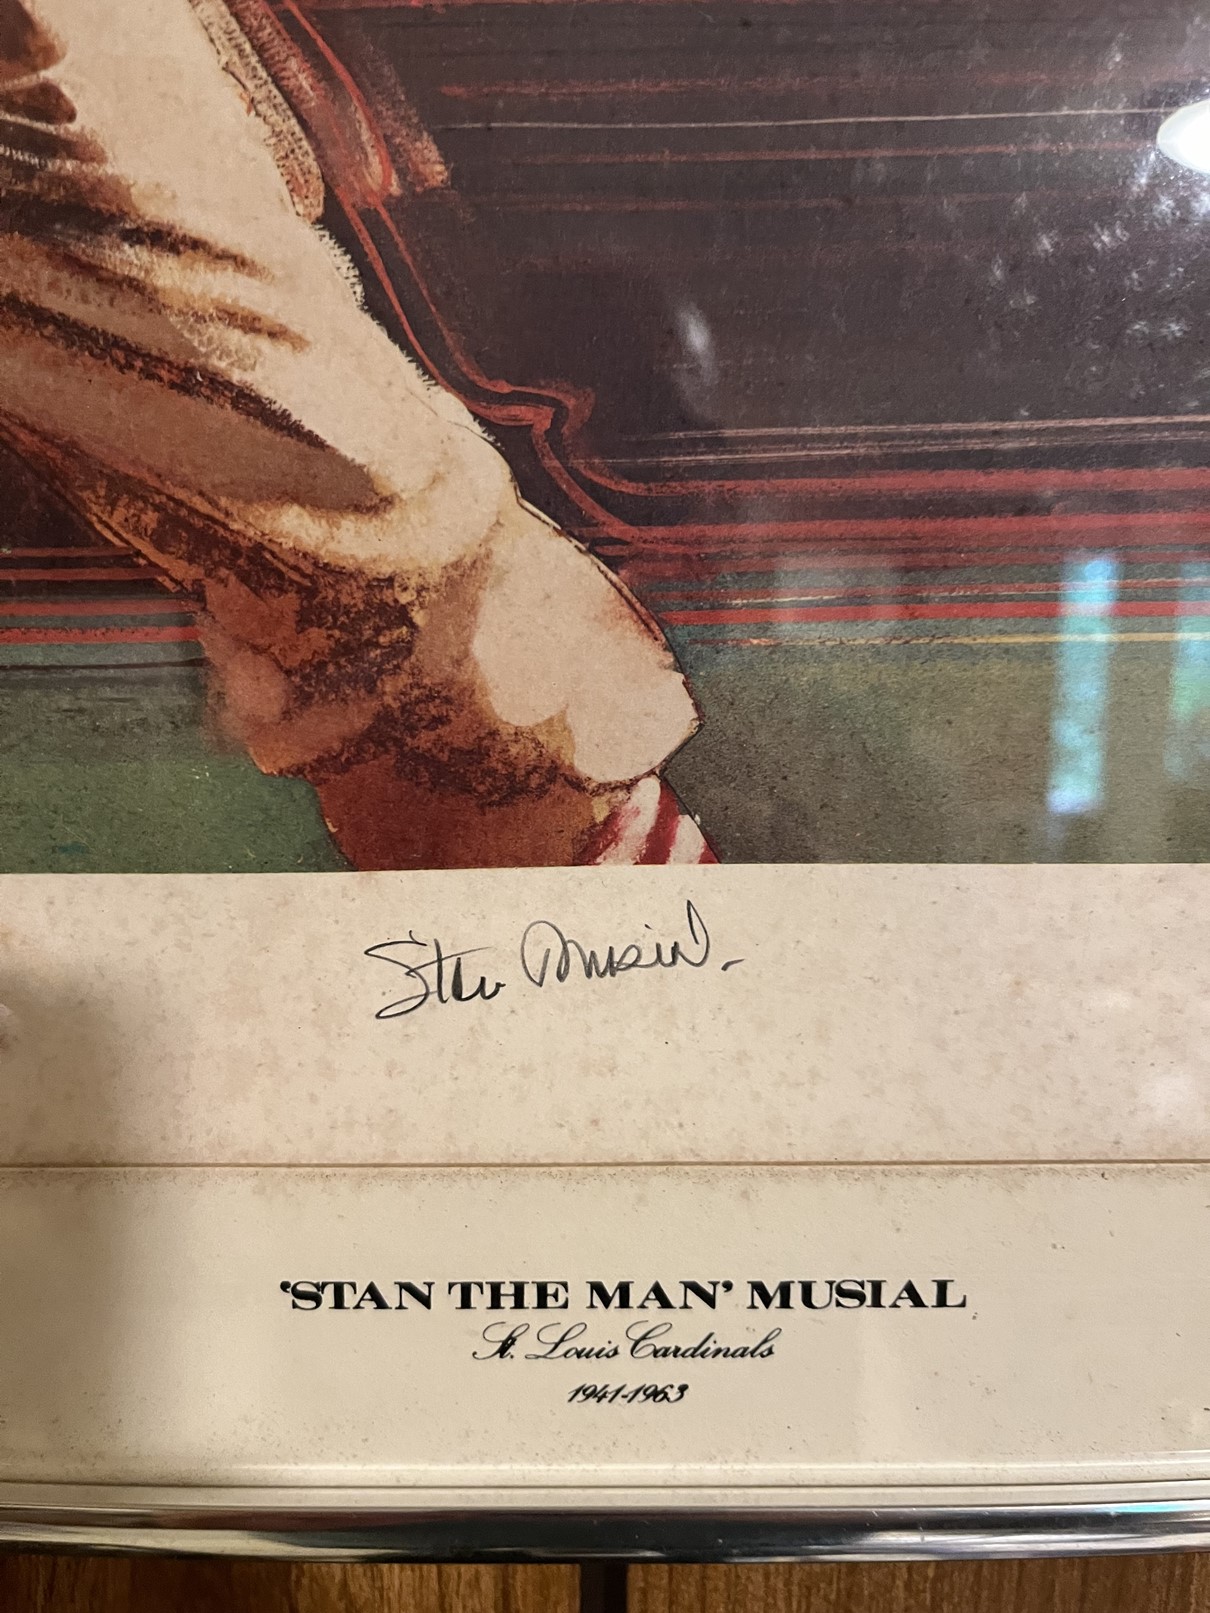 Stan Musial.
‘STAN THE MAN’ MUSIAL
St. Louis Cardinals
1941-1963